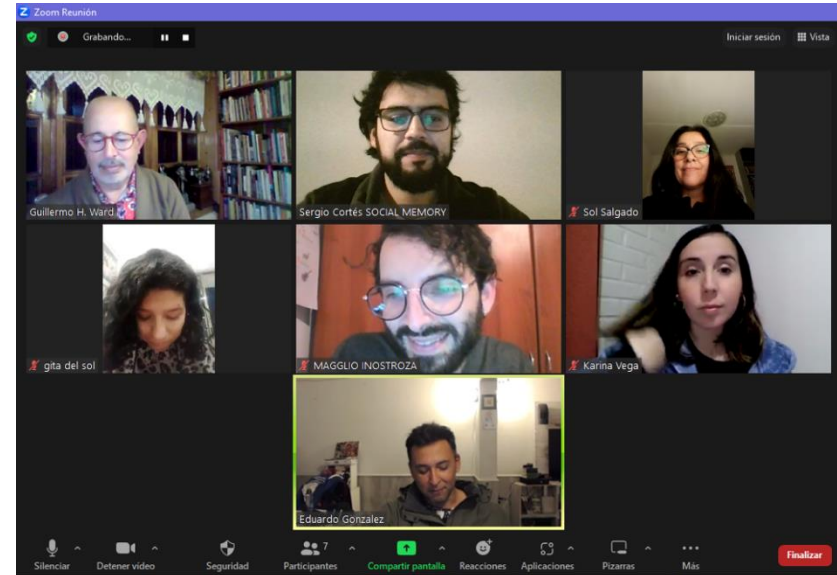 Zoom Reunión
Grabando...
Iniciar sesión
Vista
Guillermo H. Ward
Sergio Cortés SOCIAL MEMORY
Sol Salgado
gita del sol
MAGGLIO INOSTROZA
Karina Vega
Eduardo Gonzalez
Silenciar
Detener video
Seguridad
7
Participantes
Compartir pantalla
Reacciones
Aplicaciones
Pizarras
Más
Finalizar